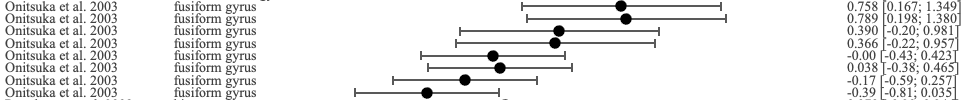 Onitsuka et al. 2003 fusiform gyrus 0.758 [0.167; 1.349]
Onitsuka et al. 2003 fusiform gyrus 0.789 [0.198; 1.380]
Onitsuka et al. 2003 fusiform gyrus 0.390 [-0.20; 0.981]
Onitsuka et al. 2003 fusiform gyrus 0.366 [-0.22; 0.957]
Onitsuka et al. 2003 fusiform gyrus -0.00 [-0.43; 0.423]
Onitsuka et al. 2003 fusiform gyrus 0.038 [-0.38; 0.465]
Onitsuka et al. 2003 fusiform gyrus -0.17 [-0.59; 0.257]
Onitsuka et al. 2003 fusiform gyrus -0.39 [-0.81; 0.035]